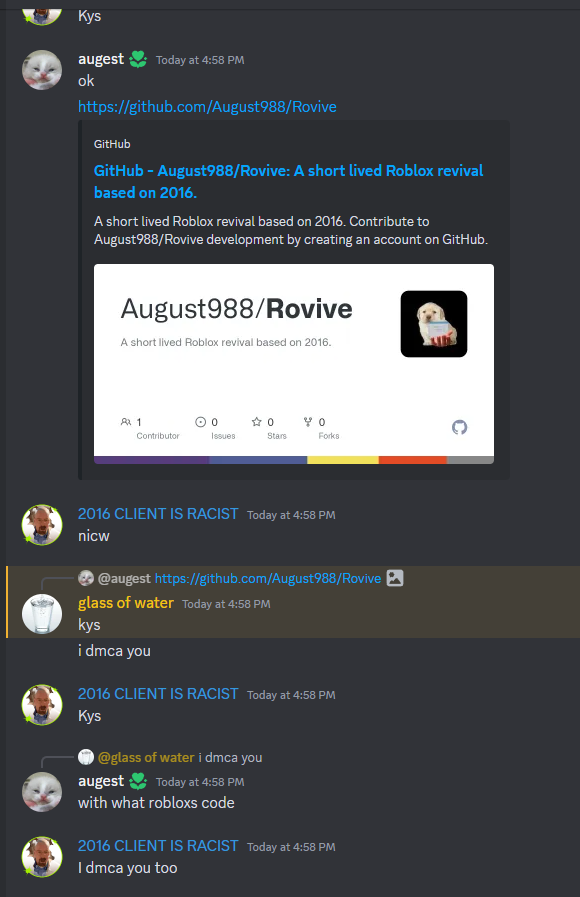 Kys
augest Today at 4:58 PM
ok
https://github.com/August988/Rovive
GitHub
GitHub - August988/Rovive: A short lived Roblox revival
based on 2016.
A short lived Roblox revival based on 2016. Contribute to
August988/Rovive development by creating an account on GitHub.
August988/Rovive
A short lived Roblox revival based on 2016.
1 0 0 0
Contributor Issues Stars Forks
2016 CLIENT IS RACIST Today at 4:58 PM
nicw
@augest https://github.com/August988/Rovive
glass of water Today at 4:58 PM
kys
i dmca you
2016 CLIENT IS RACIST Today at 4:58 PM
Kys
@glass of water i dmca you
augest Today at 4:58 PM
with what robloxs code
2016 CLIENT IS RACIST Today at 4:58 PM
I dmca you too